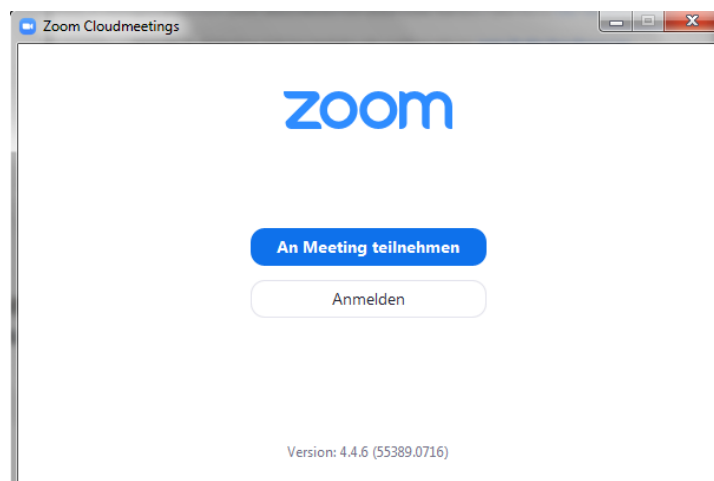 Zoom Cloudmeetings
zoom
An Meeting teilnehmen
Anmelden
Version: 4.4.6 (55389.0716)